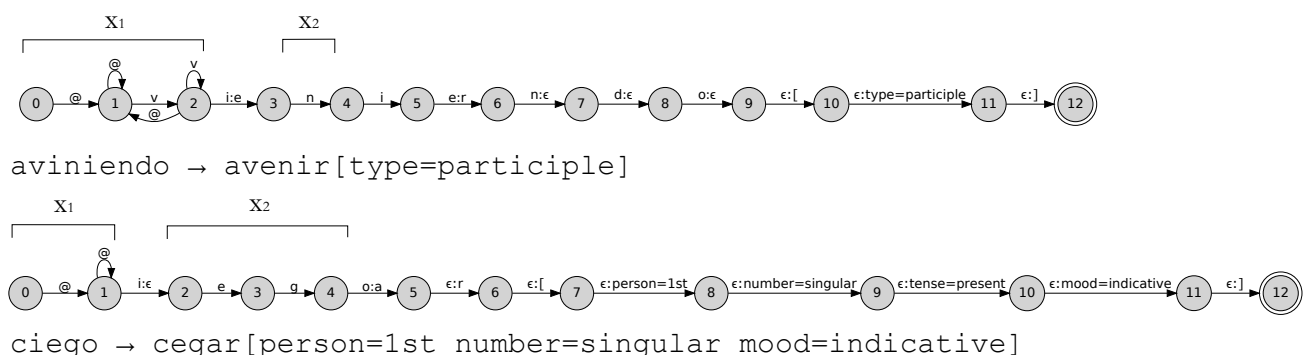 X1 X2
@ v
0 @ 1 v 2 i:e 3 n 4 i 5 e:r 6 n:ϵ 7 d:ϵ 8 o:ϵ 9 ϵ:[ 10 ϵ:type=participle 11 ϵ:] 12
@
aviniendo → avenir[type=participle]
X1 X2
@
0 @ 1 i:ϵ 2 e 3 g 4 o:a 5 ϵ:r 6 ϵ:[ 7 ϵ:person=1st 8 ϵ:number=singular 9 ϵ:tense=present 10 ϵ:mood=indicative 11 ϵ:] 12
ciego → cegar[person=1st number=singular mood=indicative]